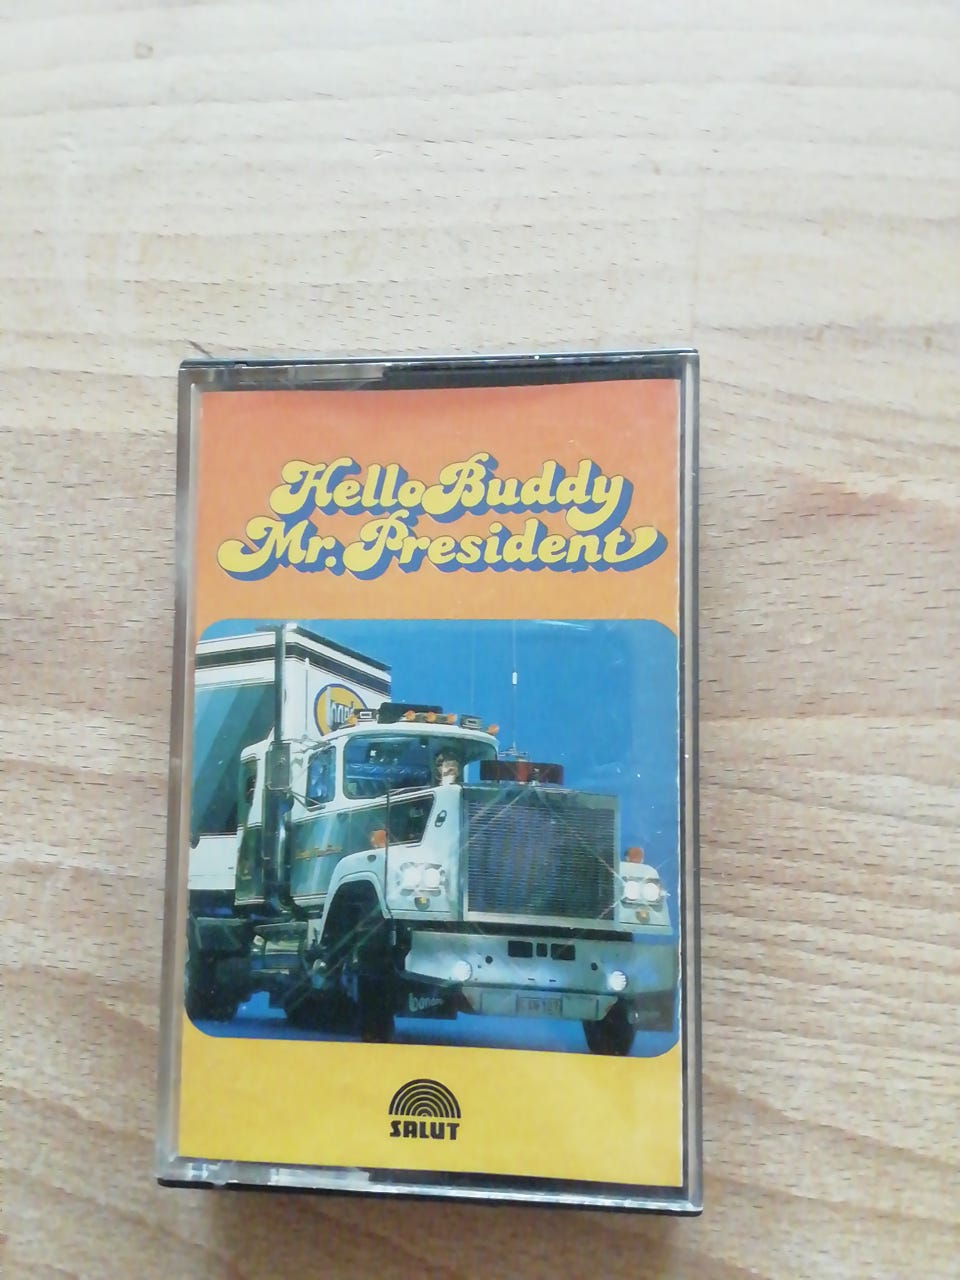 Hello Buddy
Mr. President
SALUT